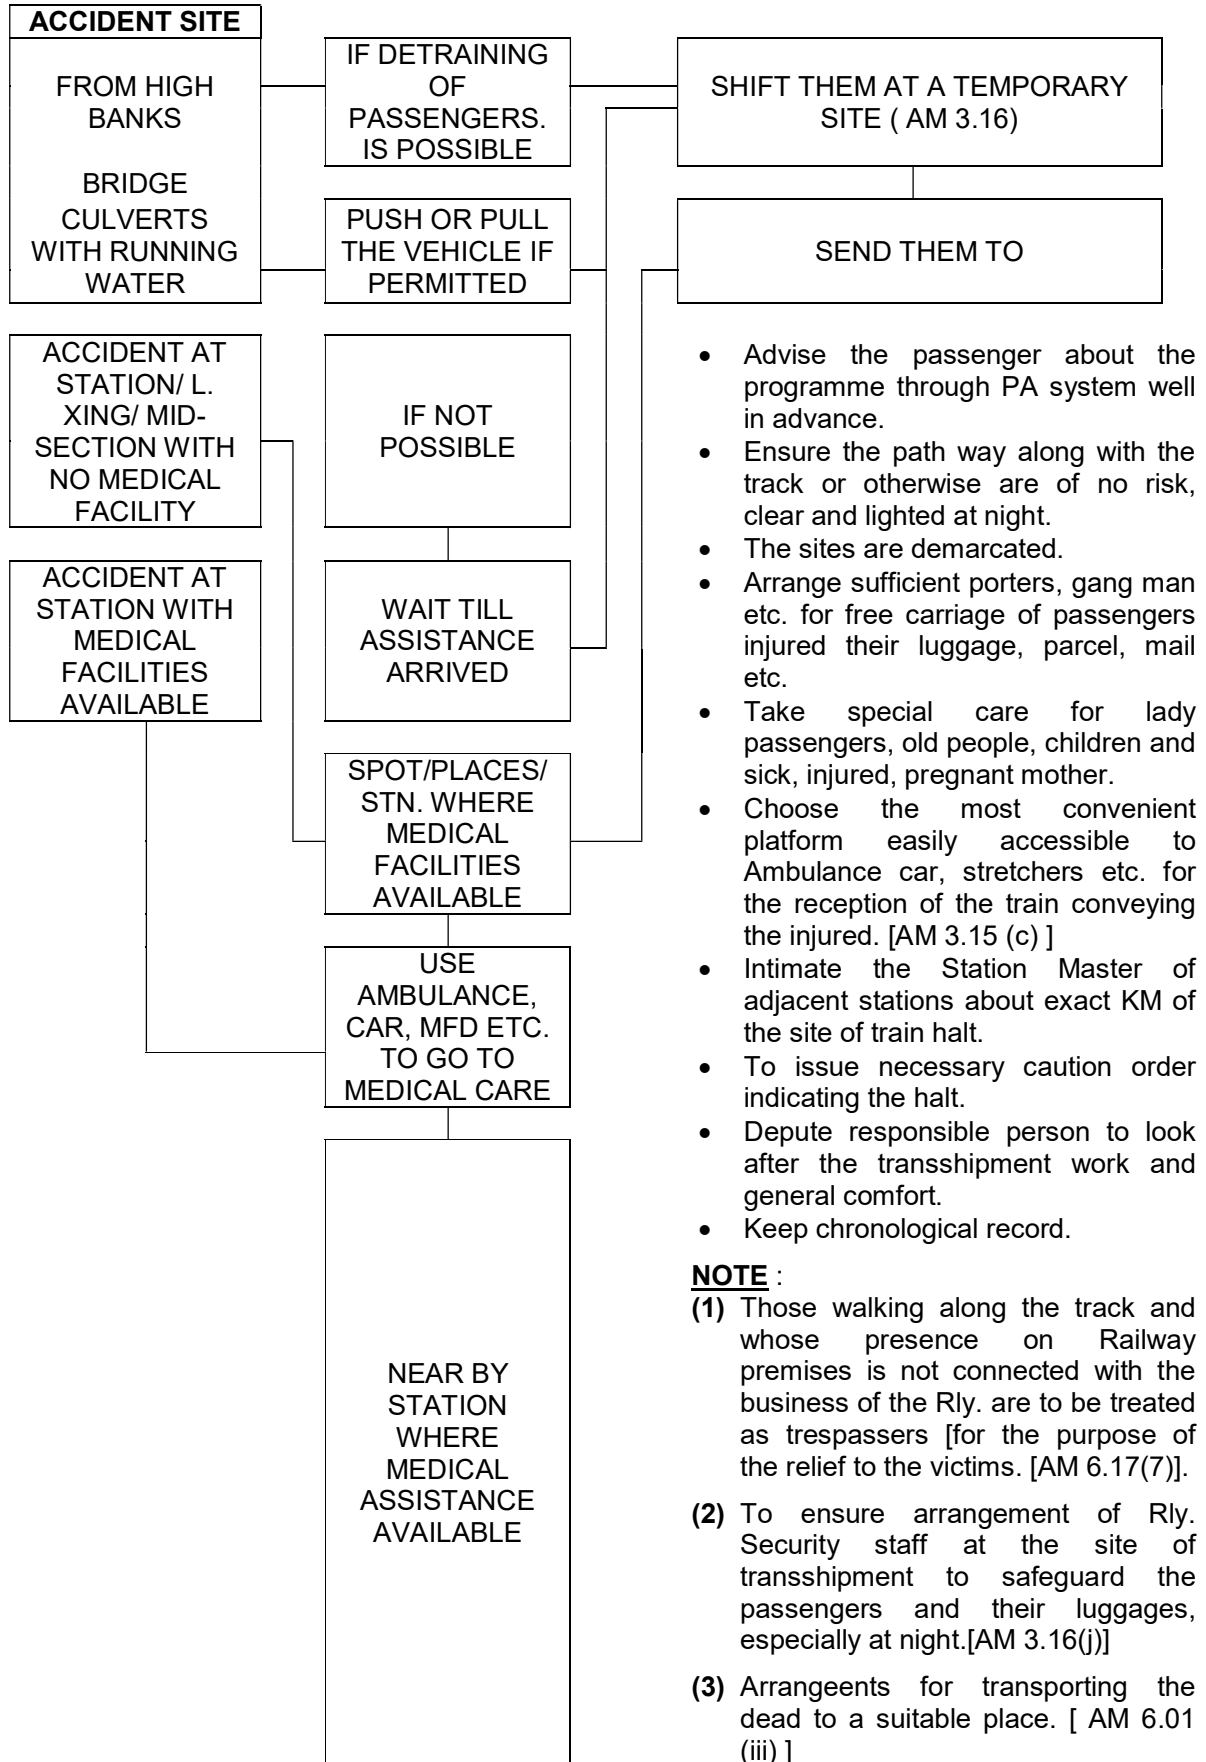 ACCIDENT SITE
FROM HIGH
BANKS
BRIDGE
CULVERTS
WITH RUNNING
WATER
IF DETRAINING
OF
PASSENGERS.
IS POSSIBLE
SHIFT THEM AT A TEMPORARY
SITE ( AM 3.16)
PUSH OR PULL
THE VEHICLE IF
PERMITTED
SEND THEM TO
ACCIDENT AT
STATION/ L.
XING/ MID-
SECTION WITH
NO MEDICAL
FACILITY
IF NOT
POSSIBLE
ACCIDENT AT
STATION WITH
MEDICAL
FACILITIES
AVAILABLE
WAIT TILL
ASSISTANCE
ARRIVED
SPOT/PLACES/
STN. WHERE
MEDICAL
FACILITIES
AVAILABLE
USE
AMBULANCE,
CAR, MFD ETC.
TO GO TO
MEDICAL CARE
NEAR BY
STATION
WHERE
MEDICAL
ASSISTANCE
AVAILABLE
• Advise the passenger about the
programme through PA system well
in advance.
• Ensure the path way along with the
track or otherwise are of no risk,
clear and lighted at night.
• The sites are demarcated.
• Arrange sufficient porters, gang man
etc. for free carriage of passengers
injured their luggage, parcel, mail
etc.
• Take special care for lady
passengers, old people, children and
sick, injured, pregnant mother.
• Choose the most convenient
platform easily accessible to
Ambulance car, stretchers etc. for
the reception of the train conveying
the injured. [AM 3.15 (c) ]
• Intimate the Station Master of
adjacent stations about exact KM of
the site of train halt.
• To issue necessary caution order
indicating the halt.
• Depute responsible person to look
after the transshipment work and
general comfort.
• Keep chronological record.
NOTE :
(1) Those walking along the track and
whose presence on Railway
premises is not connected with the
business of the Rly. are to be treated
as trespassers [for the purpose of
the relief to the victims. [AM 6.17(7)].
(2) To ensure arrangement of Rly.
Security staff at the site of
transshipment to safeguard the
passengers and their luggages,
especially at night.[AM 3.16(j)]
(3) Arrangeents for transporting the
dead to a suitable place. [ AM 6.01
(iii) ]